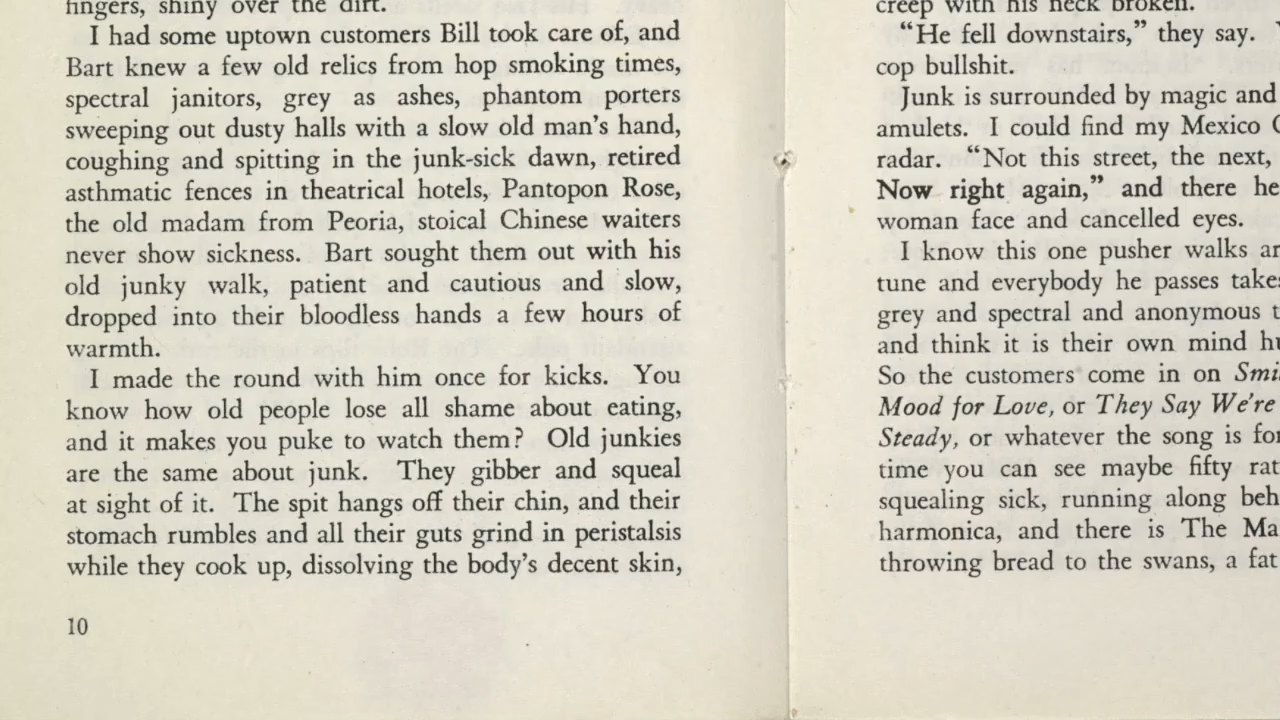 fingers, shiny over the dirt.
I had some uptown customers Bill took care of, and
Bart knew a few old relics from hop smoking times,
spectral janitors, grey as ashes, phantom porters
sweeping out dusty halls with a slow old man's hand,
coughing and spitting in the junk-sick dawn, retired
asthmatic fences in theatrical hotels, Pantopon Rose,
the old madam from Peoria, stoical Chinese waiters
never show sickness. Bart sought them out with his
old junky walk, patient and cautious and slow,
dropped into their bloodless hands a few hours of
warmth.
I made the round with him once for kicks. You
know how old people lose all shame about eating,
and it makes you puke to watch them? Old junkies
are the same about junk. They gibber and squeal
at sight of it. The spit hangs off their chin, and their
stomach rumbles and all their guts grind in peristalsis
while they cook up, dissolving the body's decent skin,
10
creep with his neck broken.
“He fell downstairs,” they say.
cop bullshit.
Junk is surrounded by magic and
amulets. I could find my Mexico
radar. “Not this street, the next,
Now right again,” and there he
woman face and cancelled eyes.
I know this one pusher walks
tune and everybody he passes
grey and spectral and anonymous
and think it is their own mind
So the customers come in on
Mood for Love, or They Say We're
Steady, or whatever the song is
time you can see maybe fifty
squealing sick, running along
harmonica, and there is The
throwing bread to the swans, a fat